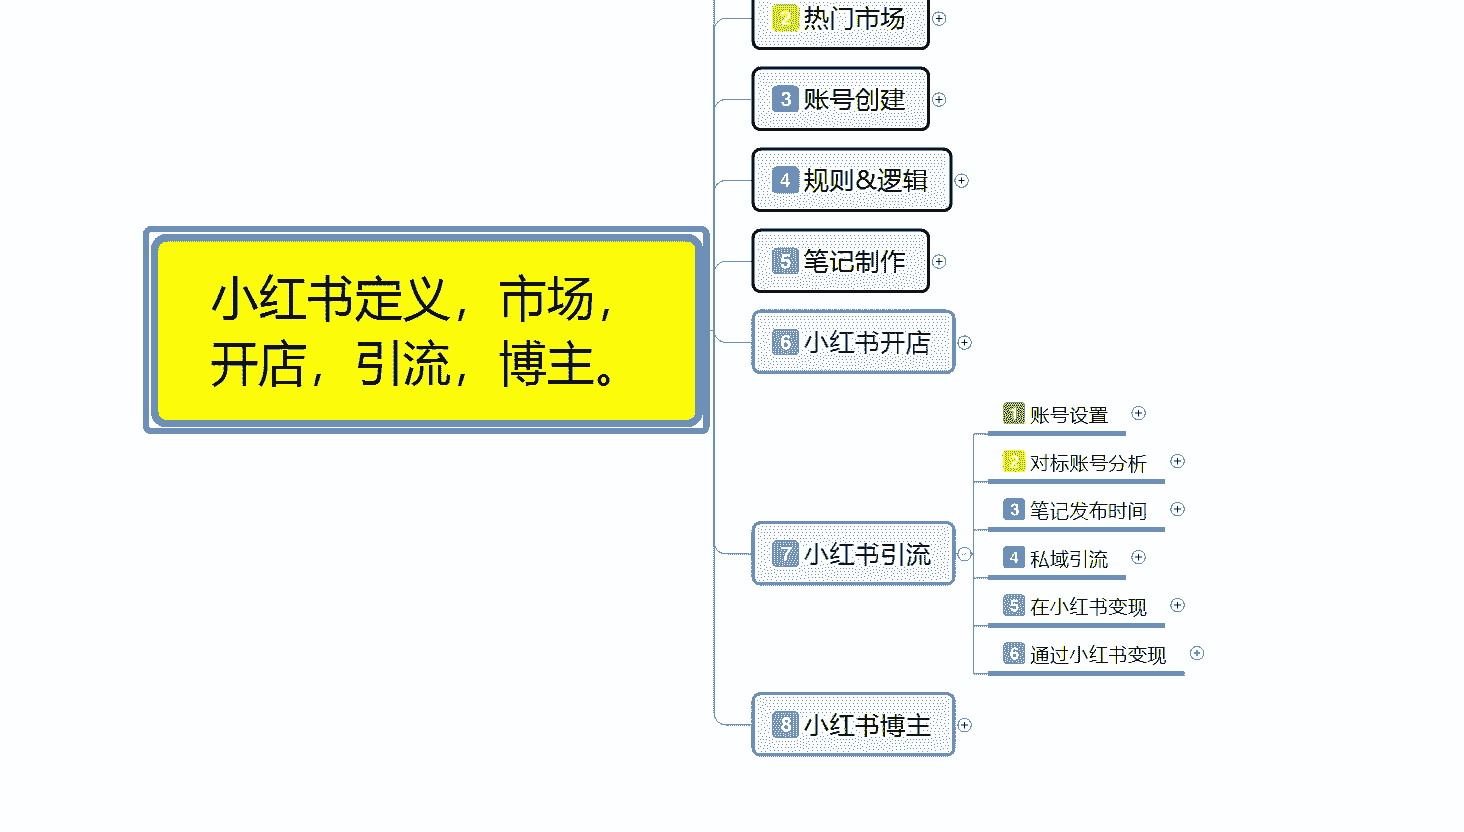 小红书定义，市场，
开店，引流，博主。
2 热门市场
3 账号创建
4 规则&逻辑
5 笔记制作
6 小红书开店
7 小红书引流
1 账号设置
2 对标账号分析
3 笔记发布时间
4 私域引流
5 在小红书变现
6 通过小红书变现
8 小红书博主